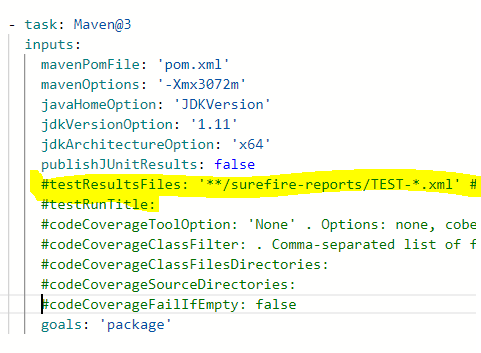 - task: Maven@3
inputs:
mavenPomFile: 'pom.xml'
mavenOptions: '-Xmx3072m'
javaHomeOption: 'JDKVersion'
jdkVersionOption: '1.11'
jdkArchitectureOption: 'x64'
publishJUnitResults: false
#testResultsFiles: '**/surefire-reports/TEST-*.xml' #
#testRunTitle:
#codeCoverageToolOption: 'None' . Options: none, cobe
#codeCoverageClassFilter: . Comma-separated list of f
#codeCoverageClassFilesDirectories:
#codeCoverageSourceDirectories:
#codeCoverageFailIfEmpty: false
goals: 'package'